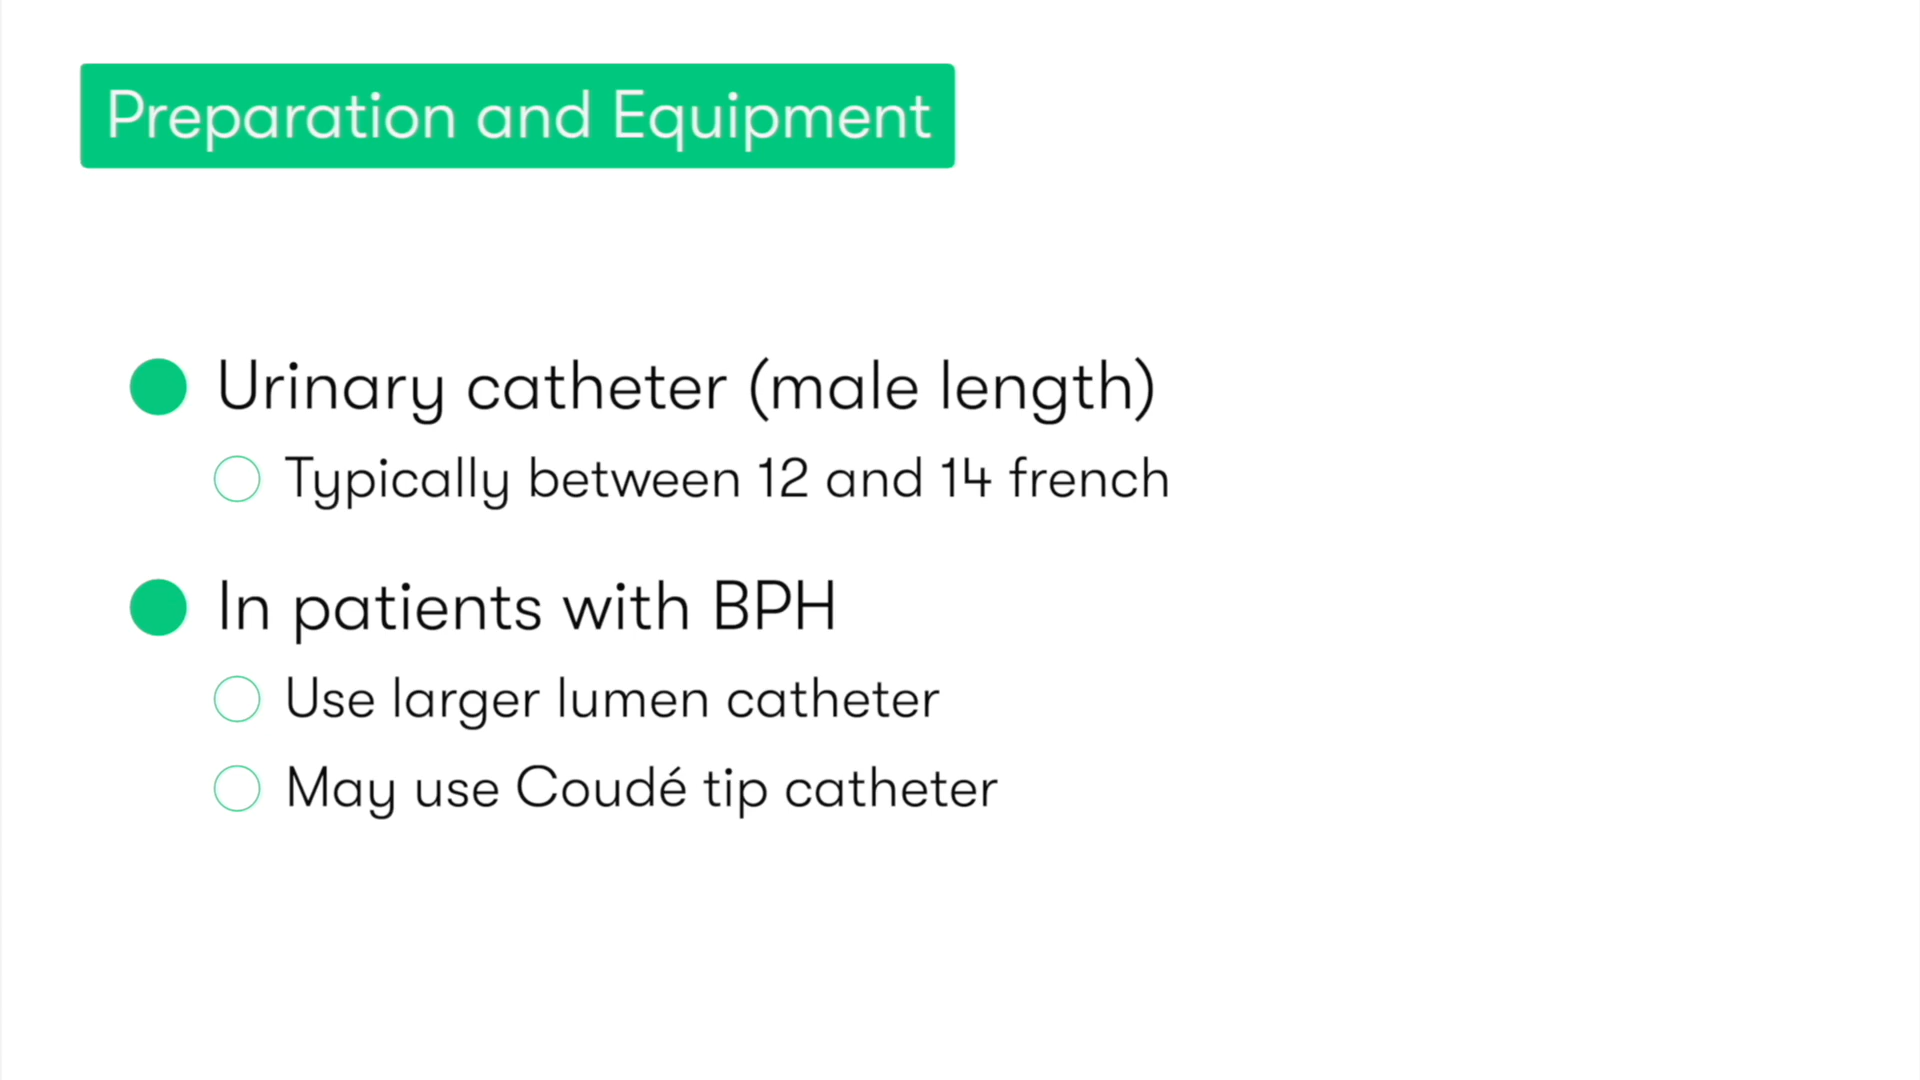 Preparation and Equipment
Urinary catheter (male length)
Typically between 12 and 14 french
In patients with BPH
Use larger lumen catheter
May use Coudé tip catheter